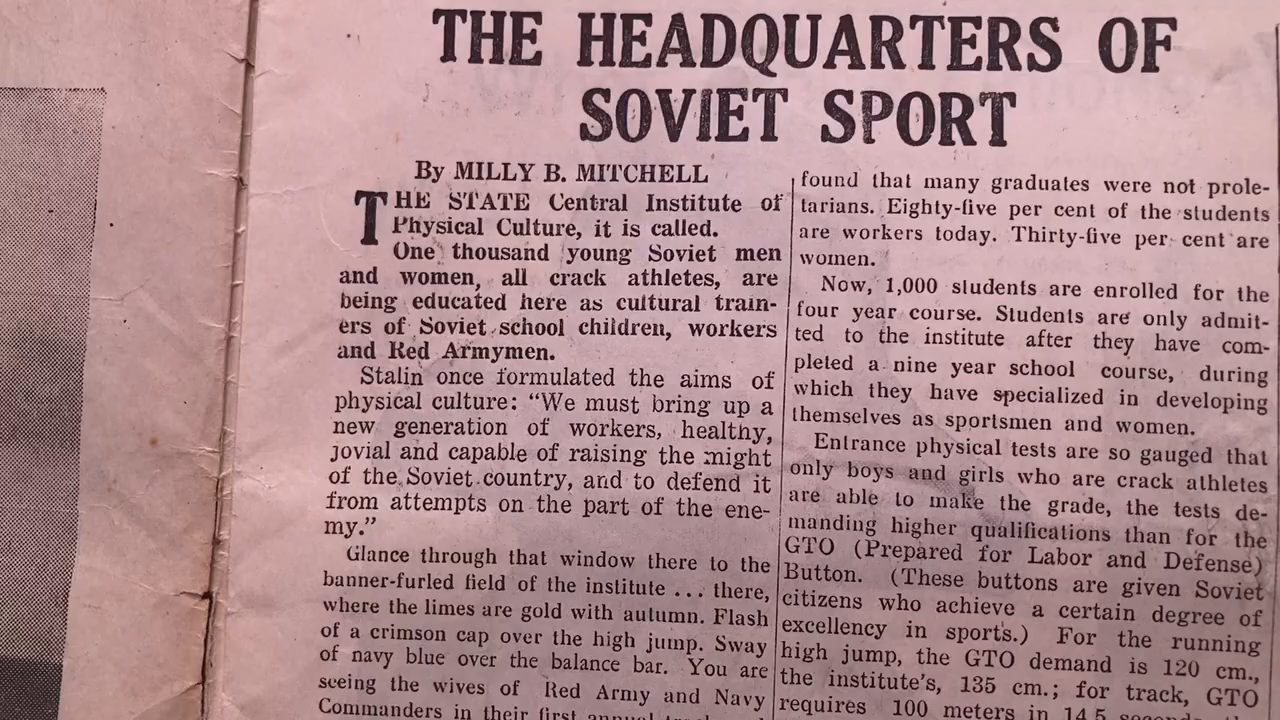 THE HEADQUARTERS OF
SOVIET SPORT
By MILLY B. MITCHELL
THE STATE Central Institute of
Physical Culture, it is called.
One thousand young Soviet men
and women, all crack athletes, are
being educated here as cultural train-
ers of Soviet school children, workers
and Red Armymen.
Stalin once formulated the aims of
physical culture: “We must bring up a
new generation of workers, healthy,
jovial and capable of raising the might
of the Soviet country, and to defend it
from attempts on the part of the ene-
my.”
Glance through that window there to the
banner-furled field of the institute ... there,
where the limes are gold with autumn. Flash
of a crimson cap over the high jump. Sway
of navy blue over the balance bar. You are
seeing the wives of Red Army and Navy
Commanders in their first annual
found that many graduates were not prole-
tarians. Eighty-five per cent of the students
are workers today. Thirty-five per cent are
women.
Now, 1,000 students are enrolled for the
four year course. Students are only admit-
ted to the institute after they have com-
pleted a nine year school course, during
which they have specialized in developing
themselves as sportsmen and women.
Entrance physical tests are so gauged that
only boys and girls who are crack athletes
are able to make the grade, the tests de-
manding higher qualifications than for the
GTO (Prepared for Labor and Defense)
Button. (These buttons are given Soviet
citizens who achieve a certain degree of
excellency in sports.) For the running
high jump, the GTO demand is 120 cm.,
the institute's, 135 cm.; for track, GTO
requires 100 meters in 14.5